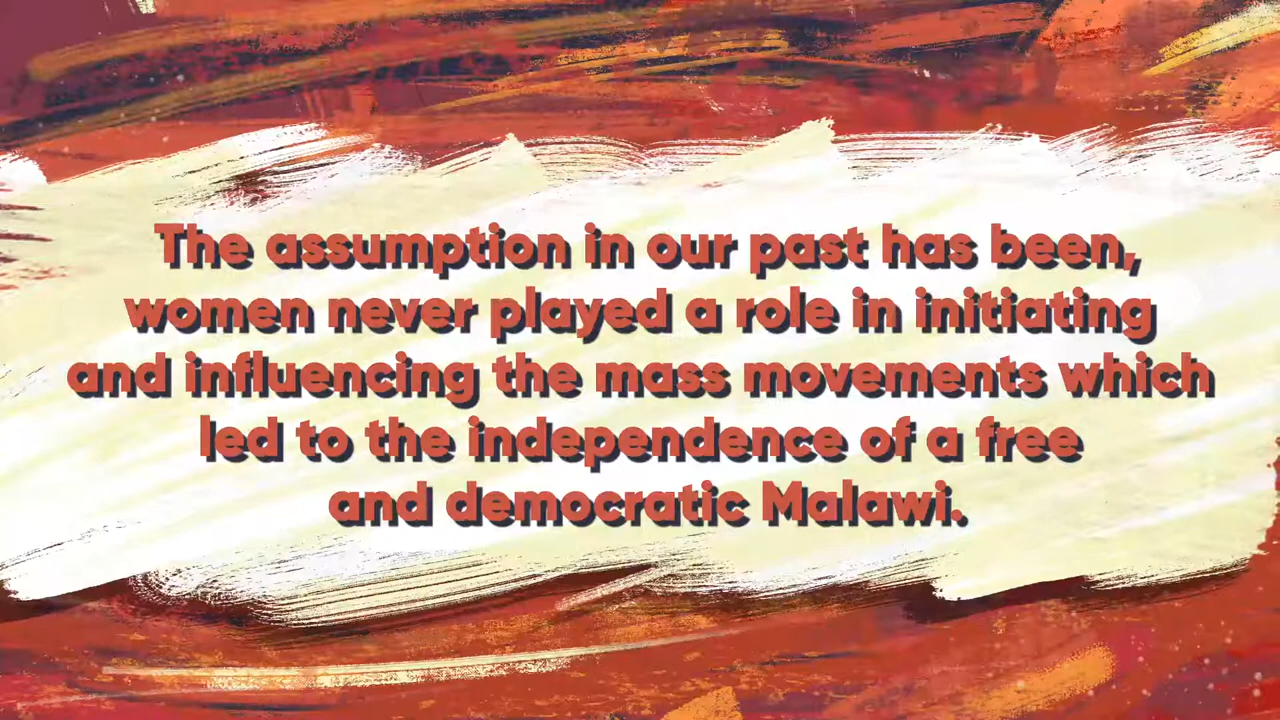 The assumption in our past has been,
women never played a role in initiating
and influencing the mass movements which
led to the independence of a free
and democratic Malawi.